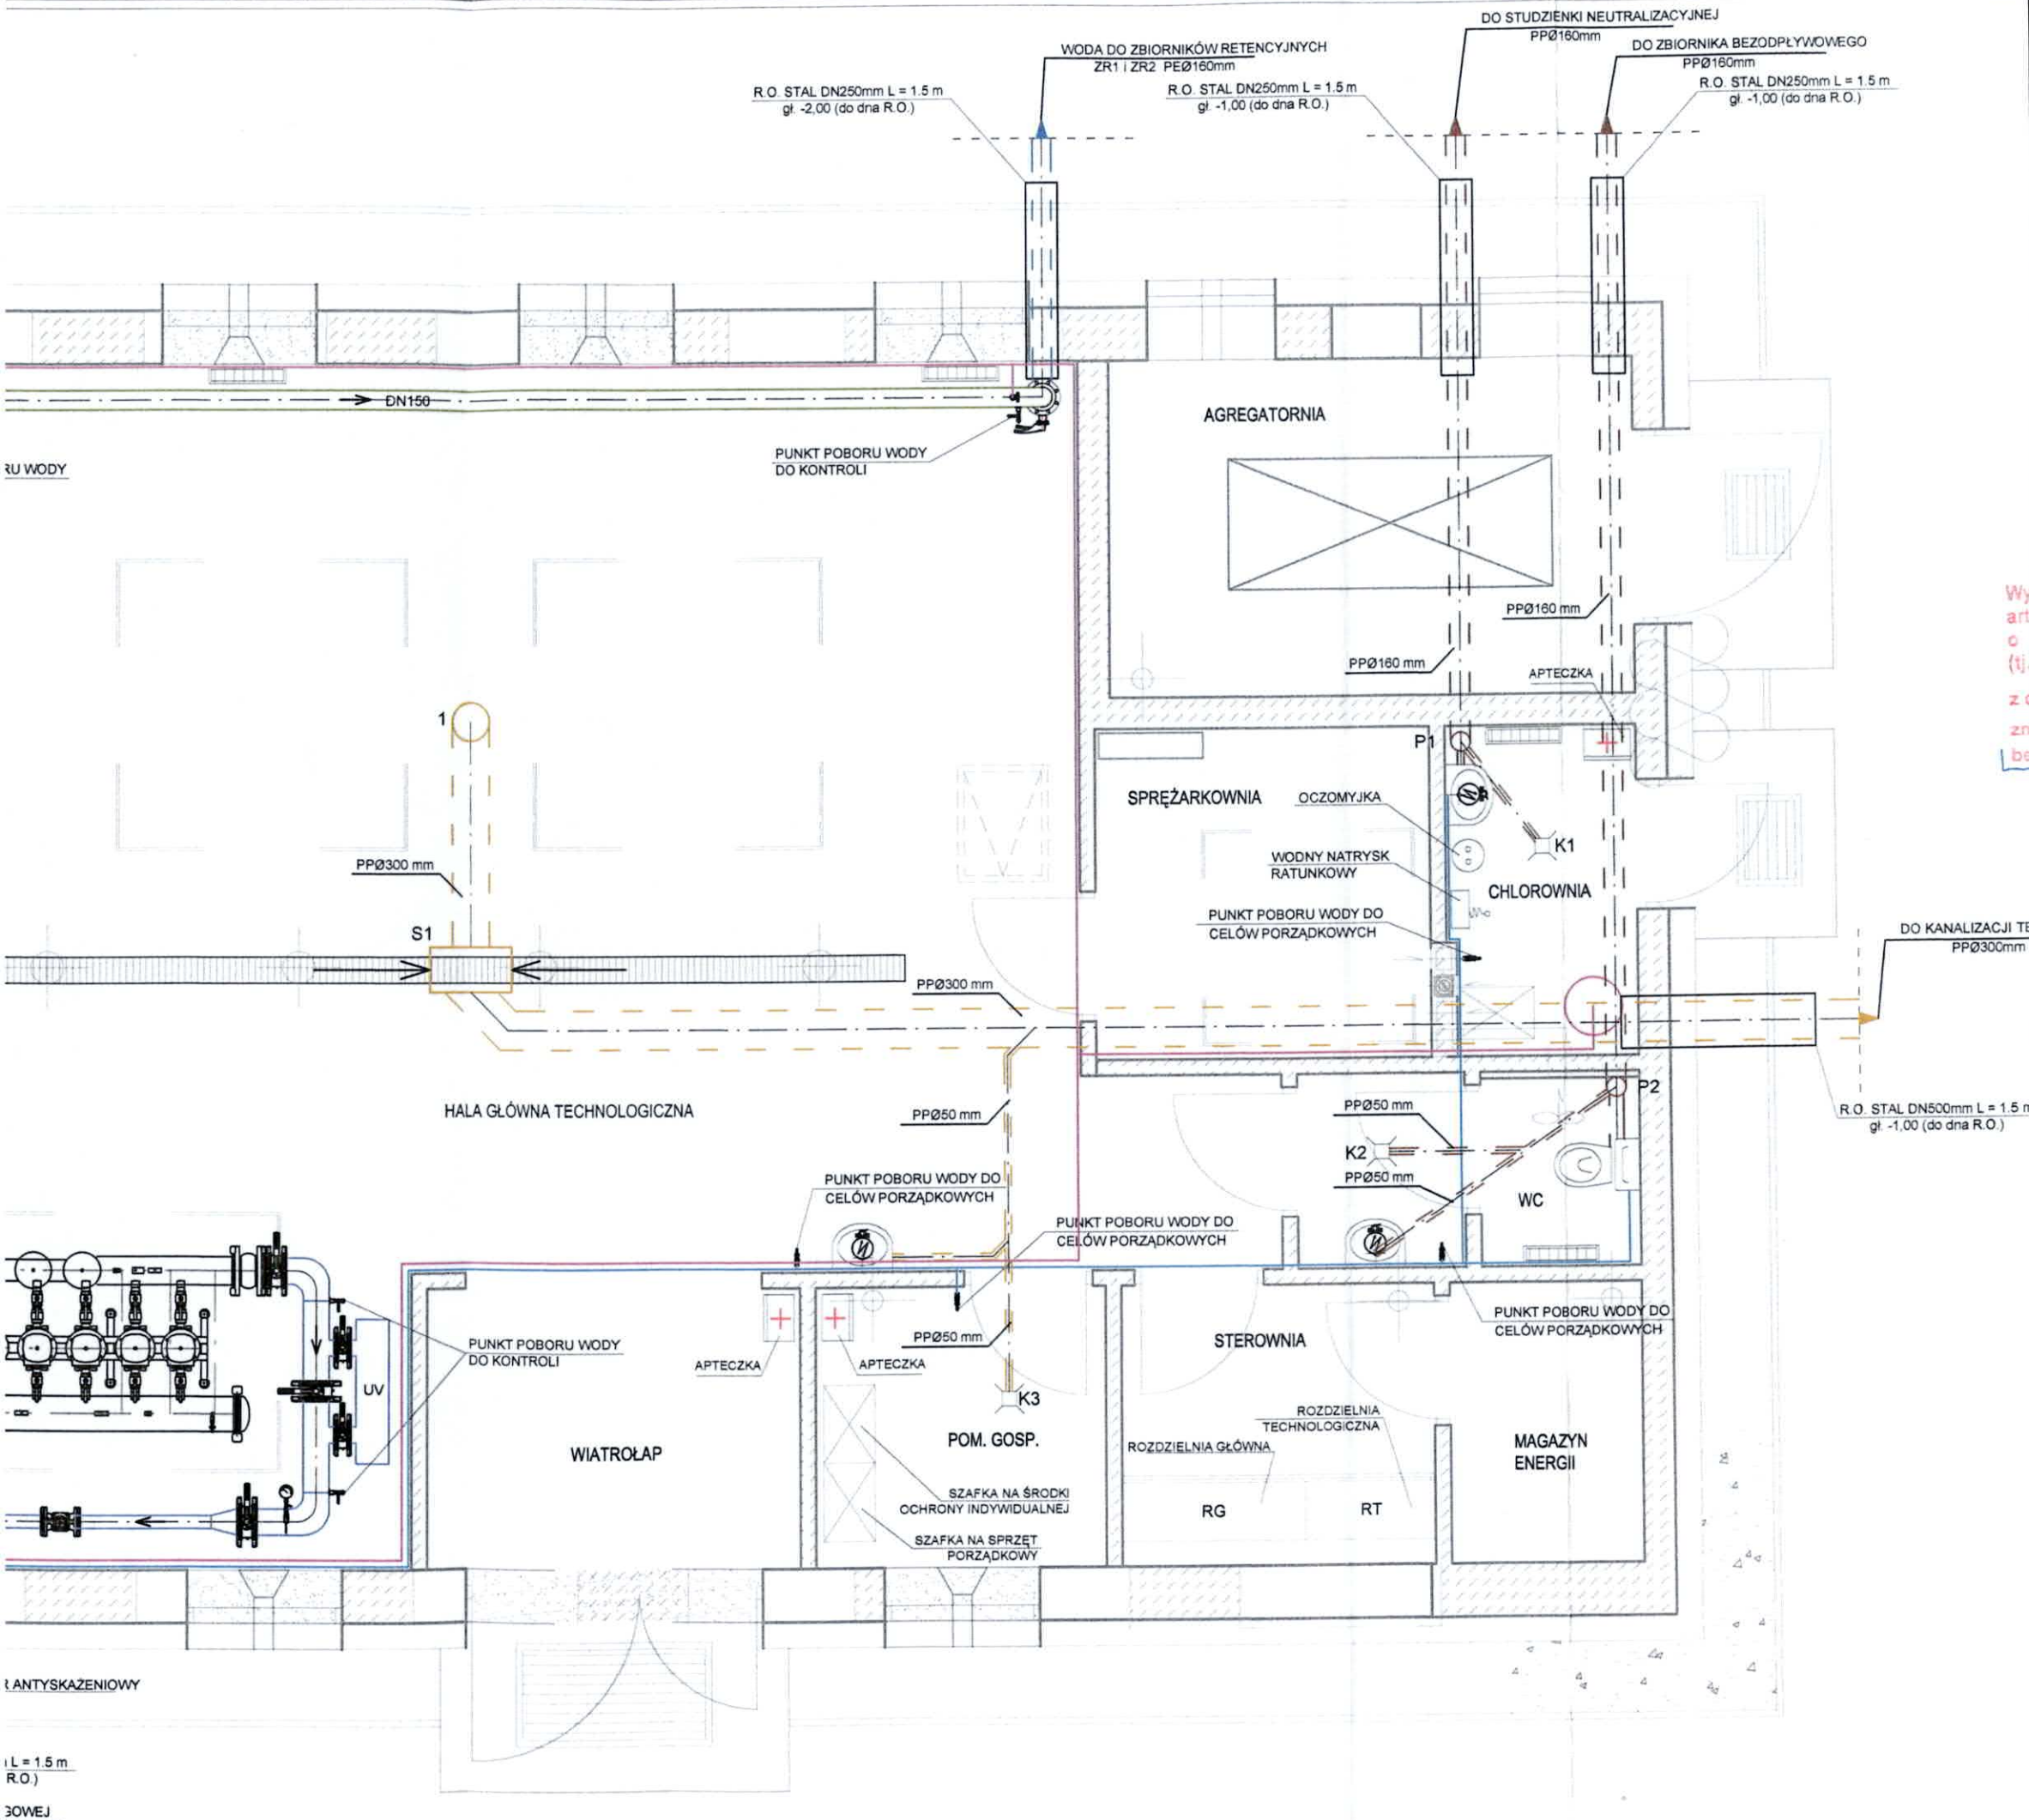 DO STUDZIENKI NEUTRALIZACYJNEJ
PPØ160mm
WODA DO ZBIORNIKÓW RETENCYJNYCH
ZR1 i ZR2 PEØ160mm
DO ZBIORNIKA BEZODPŁYWOWEGO
PPØ160mm
R.O. STAL DN250mm L = 1.5 m
gł. -2,00 (do dna R.O.)
R.O. STAL DN250mm L = 1.5 m
gł. -1,00 (do dna R.O.)
R.O. STAL DN250mm L = 1.5 m
gł. -1,00 (do dna R.O.)
DN150
AGREGATORNIA
PUNKT POBORU WODY
DO KONTROLI
RU WODY
PPØ160 mm
PPØ160 mm
APTECZKA
Wy
art
o
(tj.
z
zn
be
1
P1
SPRĘŻARKOWNIA
OCZOMYJKA
K1
PPØ300 mm
WODNY NATRYSK
RATUNKOWY
CHLOROWNIA
S1
PUNKT POBORU WODY DO
CELÓW PORZĄDKOWYCH
DO KANALIZACJI TE
PPØ300mm
PPØ300 mm
HALA GŁÓWNA TECHNOLOGICZNA
PPØ50 mm
PPØ50 mm
P2
R.O. STAL DN500mm L = 1.5 m
gł. -1,00 (do dna R.O.)
K2
PPØ50 mm
WC
PUNKT POBORU WODY DO
CELÓW PORZĄDKOWYCH
PUNKT POBORU WODY DO
CELÓW PORZĄDKOWYCH
PUNKT POBORU WODY DO
CELÓW PORZĄDKOWYCH
PUNKT POBORU WODY
DO KONTROLI
UV
APTECZKA
APTECZKA
PPØ50 mm
STEROWNIA
K3
WIATROŁAP
POM. GOSP.
ROZDZIELNIA
TECHNOLOGICZNA
ROZDZIELNIA GŁÓWNA
MAGAZYN
ENERGII
SZAFKA NA ŚRODKI
OCHRONY INDYWIDUALNEJ
SZAFKA NA SPRZĘT
PORZĄDKOWY
RG
RT
R ANTYSKAŻENIOWY
L = 1.5 m
R.O.)
GOWEJ